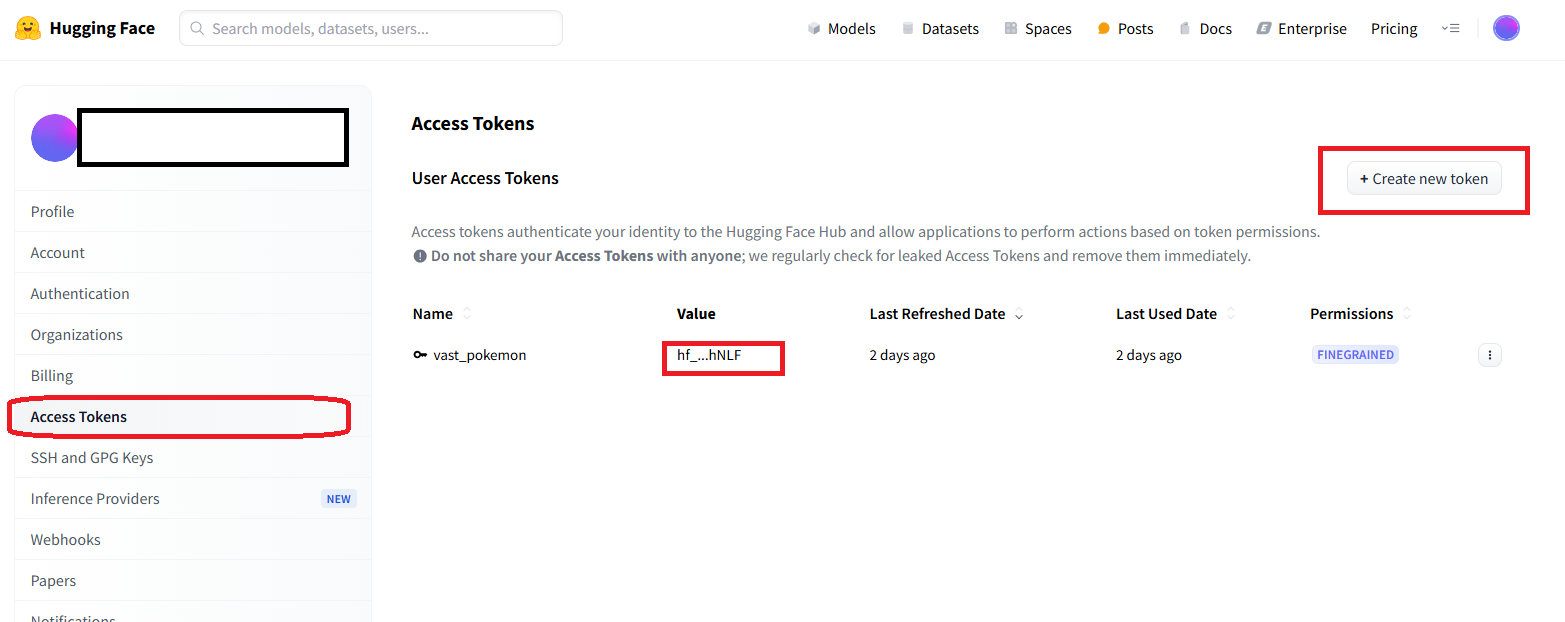 Hugging Face
Search models, datasets, users...
Models
Datasets
Spaces
Posts
Docs
Enterprise
Pricing
Profile
Account
Authentication
Organizations
Billing
Access Tokens
SSH and GPG Keys
Inference Providers NEW
Webhooks
Papers
Notifications
Access Tokens
User Access Tokens
+ Create new token
Access tokens authenticate your identity to the Hugging Face Hub and allow applications to perform actions based on token permissions.
Do not share your Access Tokens with anyone; we regularly check for leaked Access Tokens and remove them immediately.
Name Value Last Refreshed Date Last Used Date Permissions
vast_pokemon hf_...hNLF 2 days ago 2 days ago FINEGRAINED